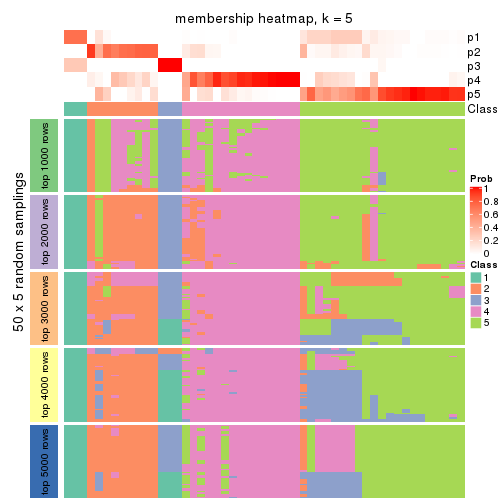 membership heatmap, k = 5
p1
p2
p3
p4
p5
Class
50 x 5 random samplings
top 1000 rows
top 2000 rows
top 3000 rows
top 4000 rows
top 5000 rows
Prob
1
0.8
0.6
0.4
0.2
0
Class
1
2
3
4
5